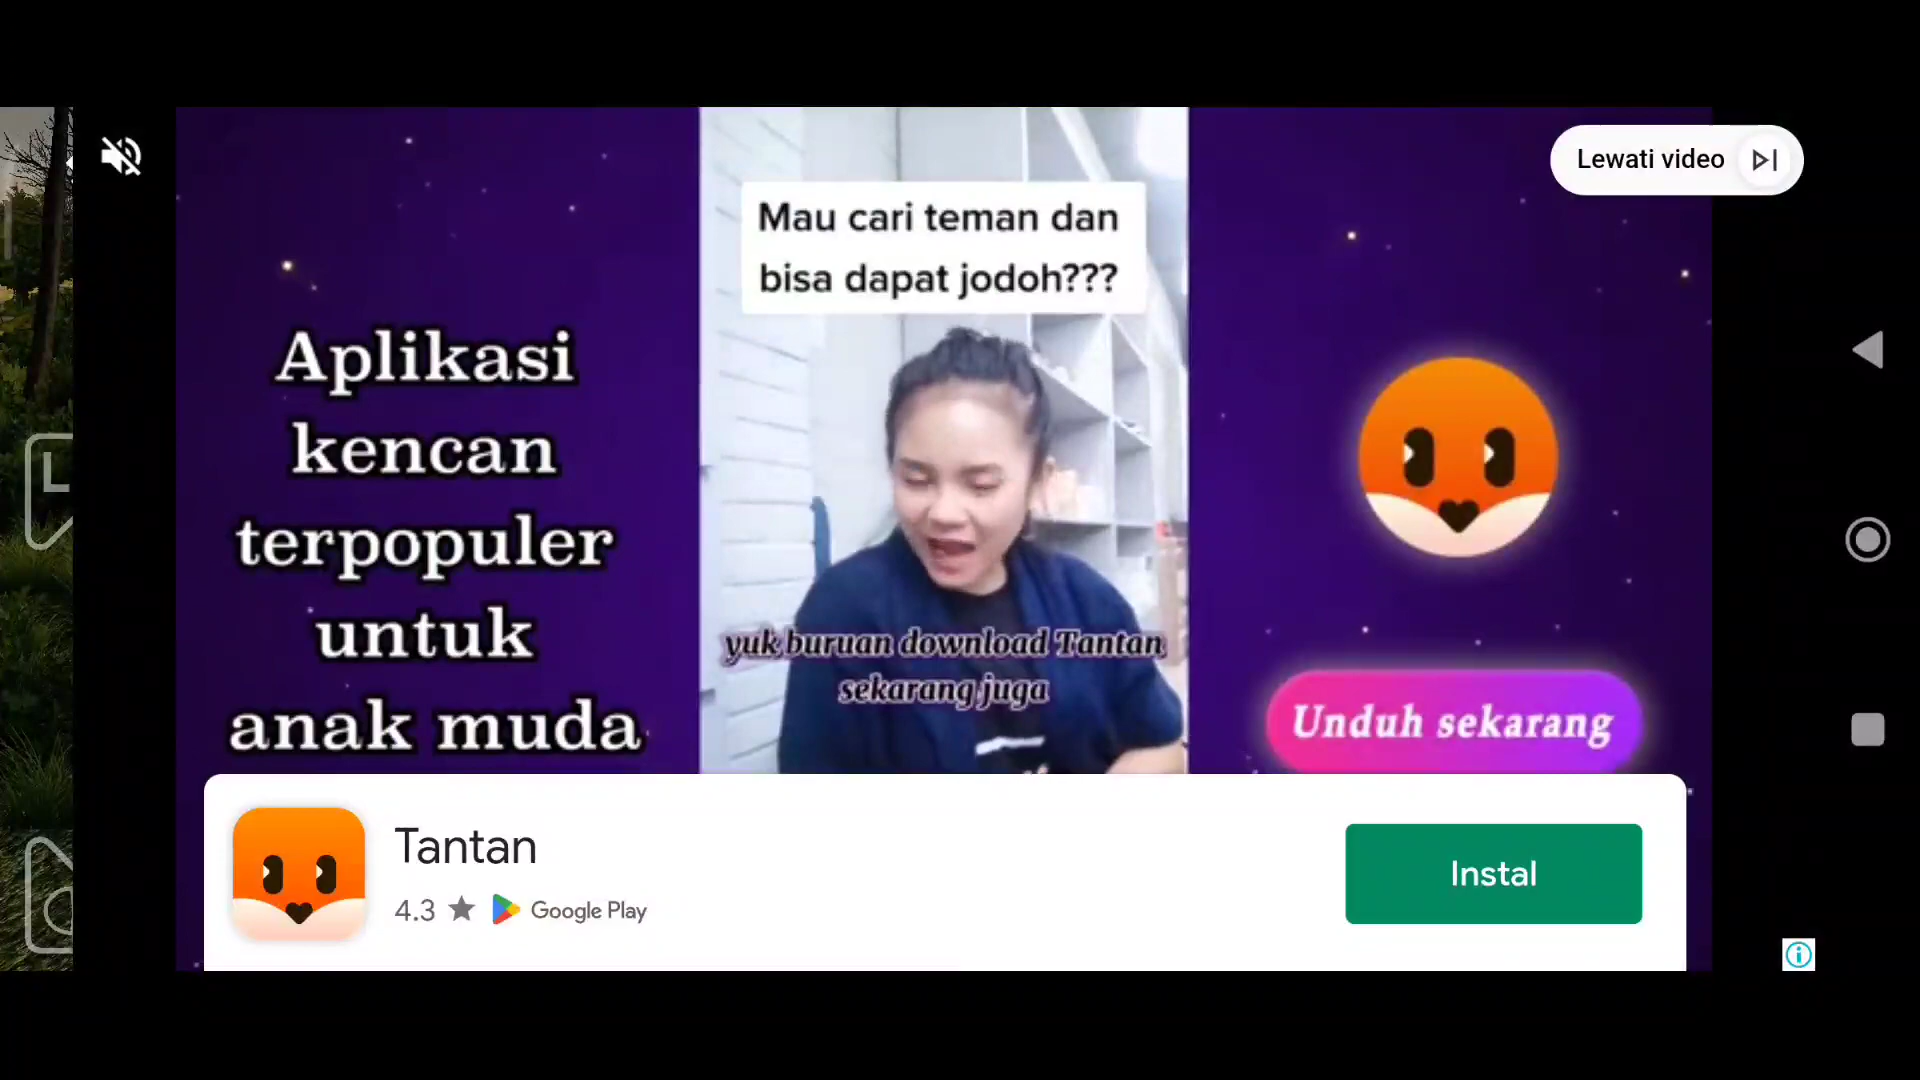 Lewati video
Mau cari teman dan
bisa dapat jodoh???
Aplikasi
kencan
terpopuler
untuk
anak muda
yuk buruan download Tantan
sekarang juga
Unduh sekarang
Tantan
4.3 ★ Google Play
Instal